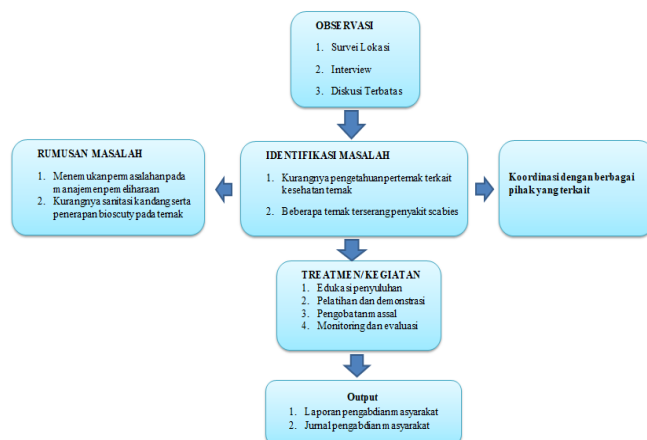 OBSERVASI
1. Survei Lokasi
2. Interview
3. Diskusi Terbatas
RUMUSAN MASALAH
1. Menemukan permasalahan pada
manajemen pemeliharaan
2. Kurangnya sanitasi kandang serta
penerapan bioscuty pada ternak
IDENTIFIKASI MASALAH
1. Kurangnya pengetahuan perternak terkait
kesehatan ternak
2. Beberapa ternak terserang penyakit scabies
Koordinasi dengan berbagai
pihak yang terkait
TREATMEN/KEGIATAN
1. Edukasi penyuluhan
2. Pelatihan dan demonstrasi
3. Pengobatan massal
4. Monitoring dan evaluasi
Output
1. Laporan pengabdian masyarakat
2. Jurnal pengabdian masyarakat